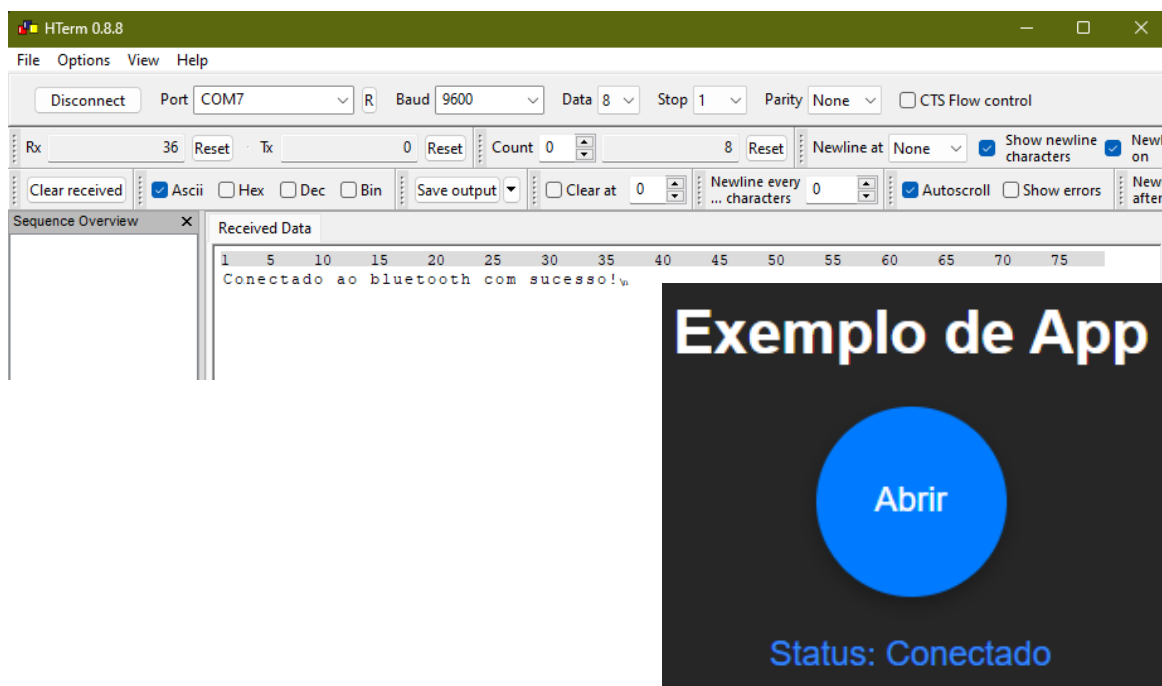 HTerm 0.8.8
File Options View Help
Disconnect Port COM7 R Baud 9600 Data 8 Stop 1 Parity None CTS Flow control
Rx 36 Reset Tx 0 Reset Count 0 8 Reset Newline at None Show newline characters Newl on
Clear received Ascii Hex Dec Bin Save output Clear at 0 Newline every ... characters 0 Autoscroll Show errors New after
Sequence Overview X Received Data
1 5 10 15 20 25 30 35 40 45 50 55 60 65 70 75
Conectado ao bluetooth com sucesso!\n
Exemplo de App
Abrir
Status: Conectado